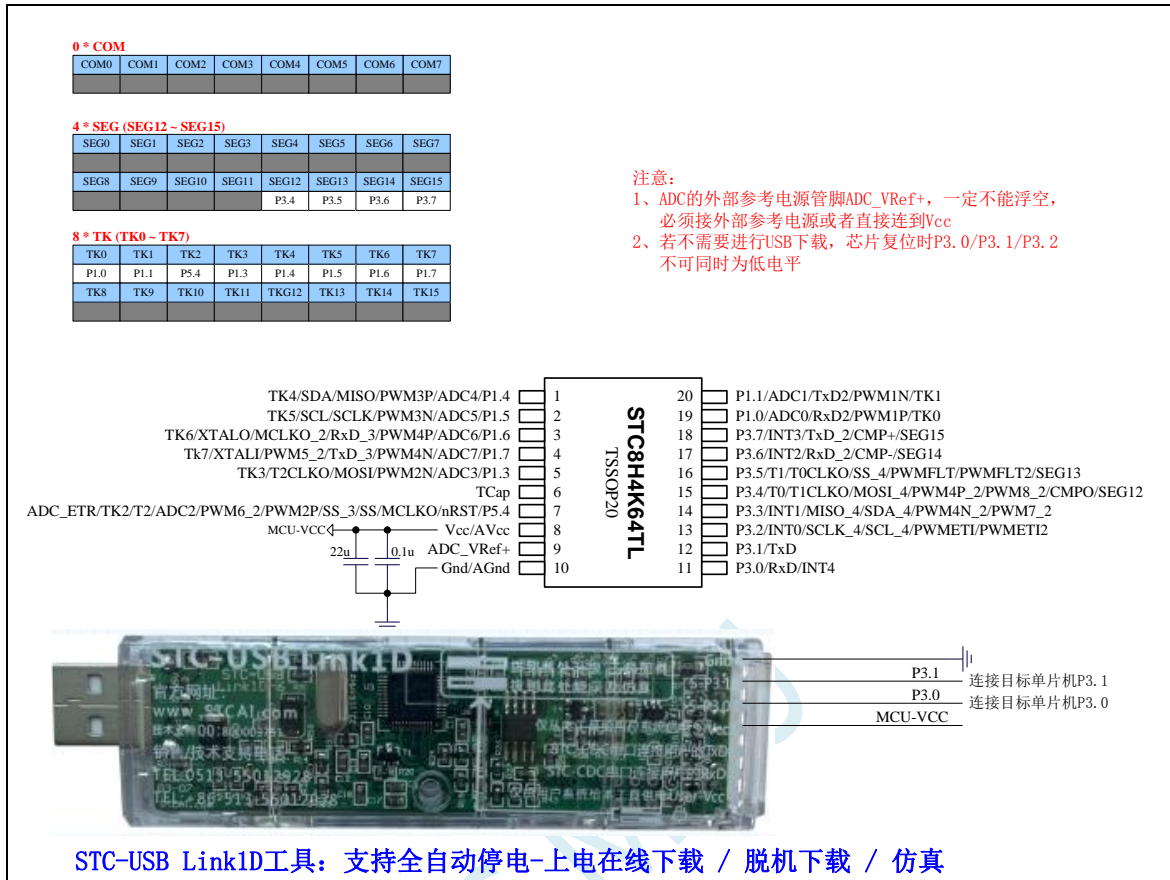 0 * COM
COM0 COM1 COM2 COM3 COM4 COM5 COM6 COM7
4 * SEG (SEG12 ~ SEG15)
SEG0 SEG1 SEG2 SEG3 SEG4 SEG5 SEG6 SEG7
SEG8 SEG9 SEG10 SEG11 SEG12 SEG13 SEG14 SEG15
P3.4 P3.5 P3.6 P3.7
8 * TK (TK0 ~ TK7)
TK0 TK1 TK2 TK3 TK4 TK5 TK6 TK7
P1.0 P1.1 P5.4 P1.3 P1.4 P1.5 P1.6 P1.7
TK8 TK9 TK10 TK11 TKG12 TK13 TK14 TK15
注意:
1、ADC的外部参考电源管脚ADC_VRef+, 一定不能浮空,
必须接外部参考电源或者直接连到Vcc
2、若不需要进行USB下载, 芯片复位时P3.0/P3.1/P3.2
不可同时为低电平
TK4/SDA/MISO/PWM3P/ADC4/P1.4 1
TK5/SCL/SCLK/PWM3N/ADC5/P1.5 2
TK6/XTALO/MCLKO_2/RxD_3/PWM4P/ADC6/P1.6 3
Tk7/XTALI/PWM5_2/TxD_3/PWM4N/ADC7/P1.7 4
TK3/T2CLKO/MOSI/PWM2N/ADC3/P1.3 5
TCap 6
ADC_ETR/TK2/T2/ADC2/PWM6_2/PWM2P/SS_3/SS/MCLKO/nRST/P5.4 7
MCU-VCC Vcc/AVcc 8
22u 0.1u ADC_VRef+ 9
Gnd/AGnd 10
STC8H4K64TL
TSSOP20
20 P1.1/ADC1/TxD2/PWM1N/TK1
19 P1.0/ADC0/RxD2/PWM1P/TK0
18 P3.7/INT3/TxD_2/CMP+/SEG15
17 P3.6/INT2/RxD_2/CMP-/SEG14
16 P3.5/T1/T0CLKO/SS_4/PWMFLT/PWMFLT2/SEG13
15 P3.4/T0/T1CLKO/MOSI_4/PWM4P_2/PWM8_2/CMPO/SEG12
14 P3.3/INT1/MISO_4/SDA_4/PWM4N_2/PWM7_2
13 P3.2/INT0/SCLK_4/SCL_4/PWMETI/PWMETI2
12 P3.1/TxD
11 P3.0/RxD/INT4
STC-USB Link1D
官方网址
www.STCAI.com
TEL:0513-55012928
Gnd
P3.1 连接目标单片机P3.1
P3.0 连接目标单片机P3.0
MCU-VCC
STC-USB Link1D工具: 支持全自动停电-上电在线下载 / 脱机下载 / 仿真